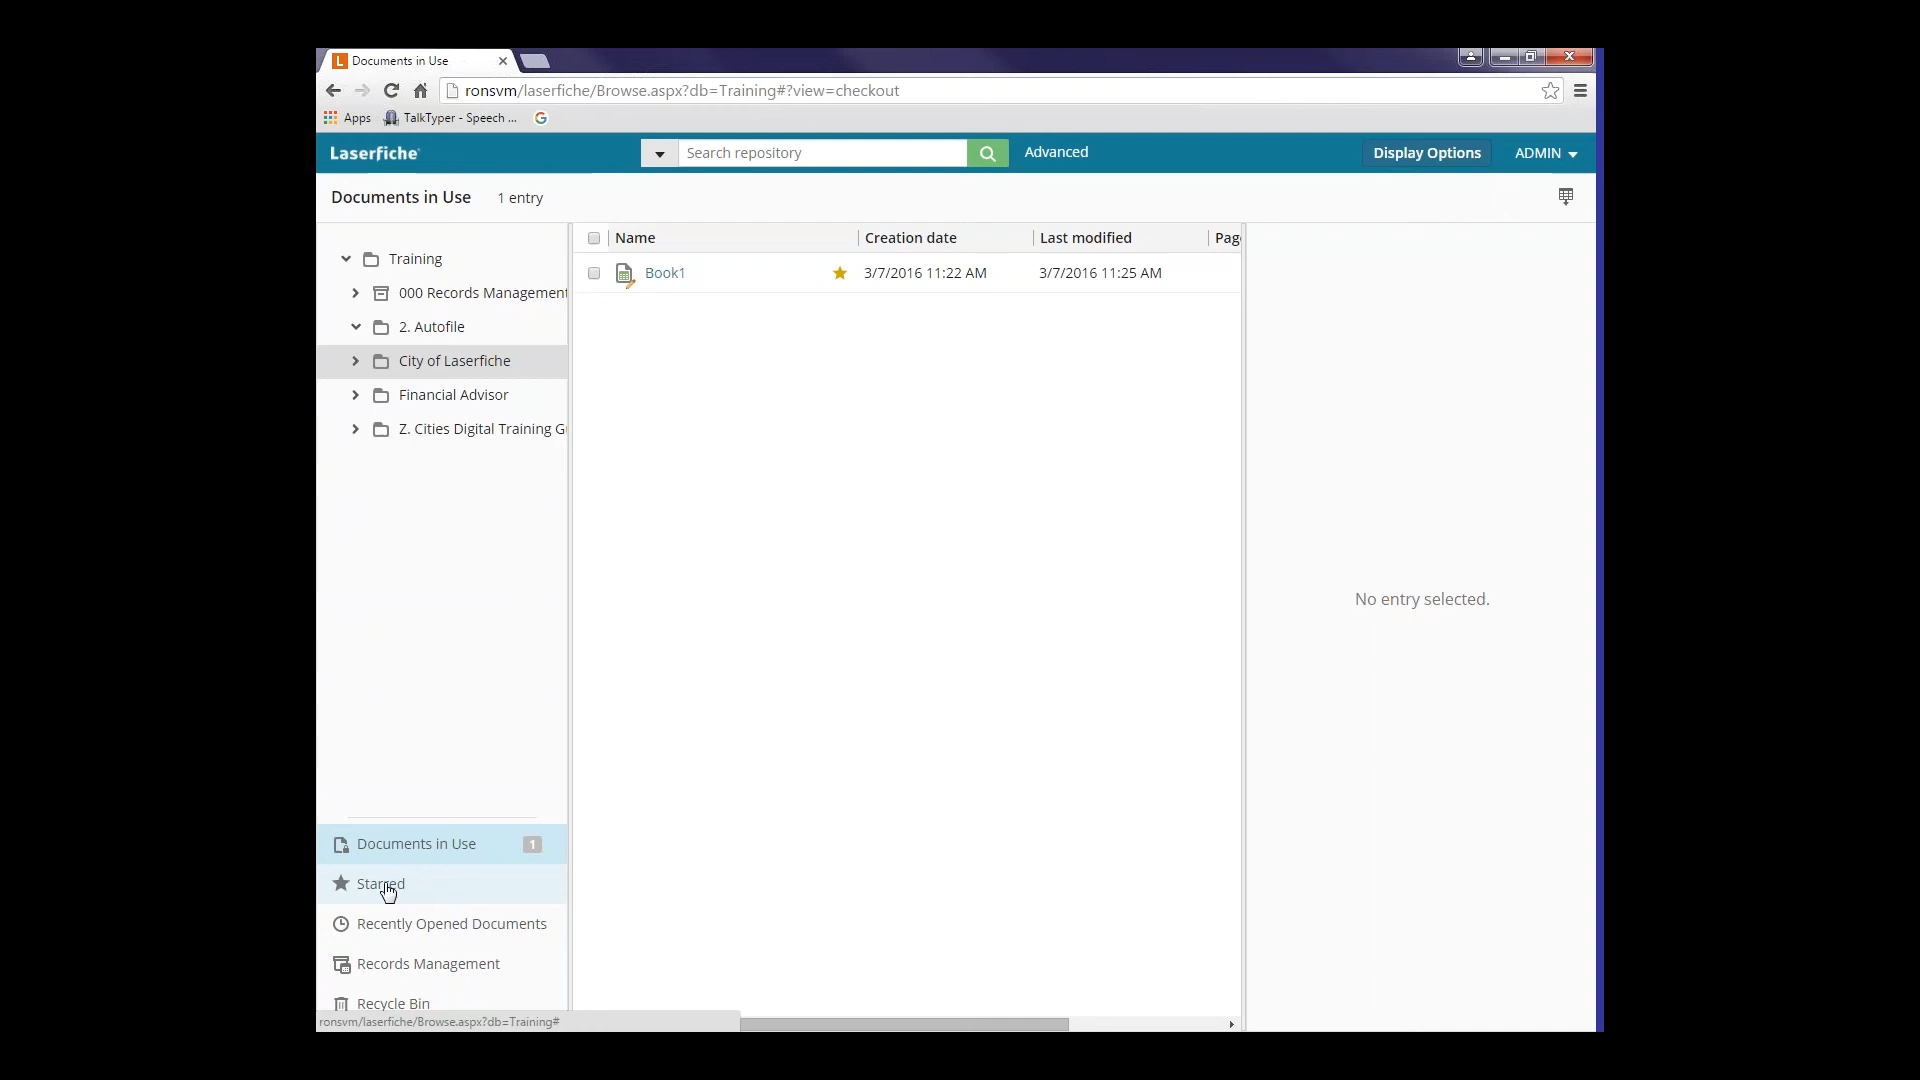 Documents in Use
ronsvm/laserfiche/Browse.aspx?db=Training#?view=checkout
Apps TalkTyper - Speech ...
Laserfiche Search repository Advanced Display Options ADMIN
Documents in Use 1 entry
Name Creation date Last modified Pag
Training
Book1 3/7/2016 11:22 AM 3/7/2016 11:25 AM
000 Records Management
2. Autofile
City of Laserfiche
Financial Advisor
Z. Cities Digital Training G
No entry selected.
Documents in Use 1
Starred
Recently Opened Documents
Records Management
Recycle Bin
ronsvm/laserfiche/Browse.aspx?db=Training#